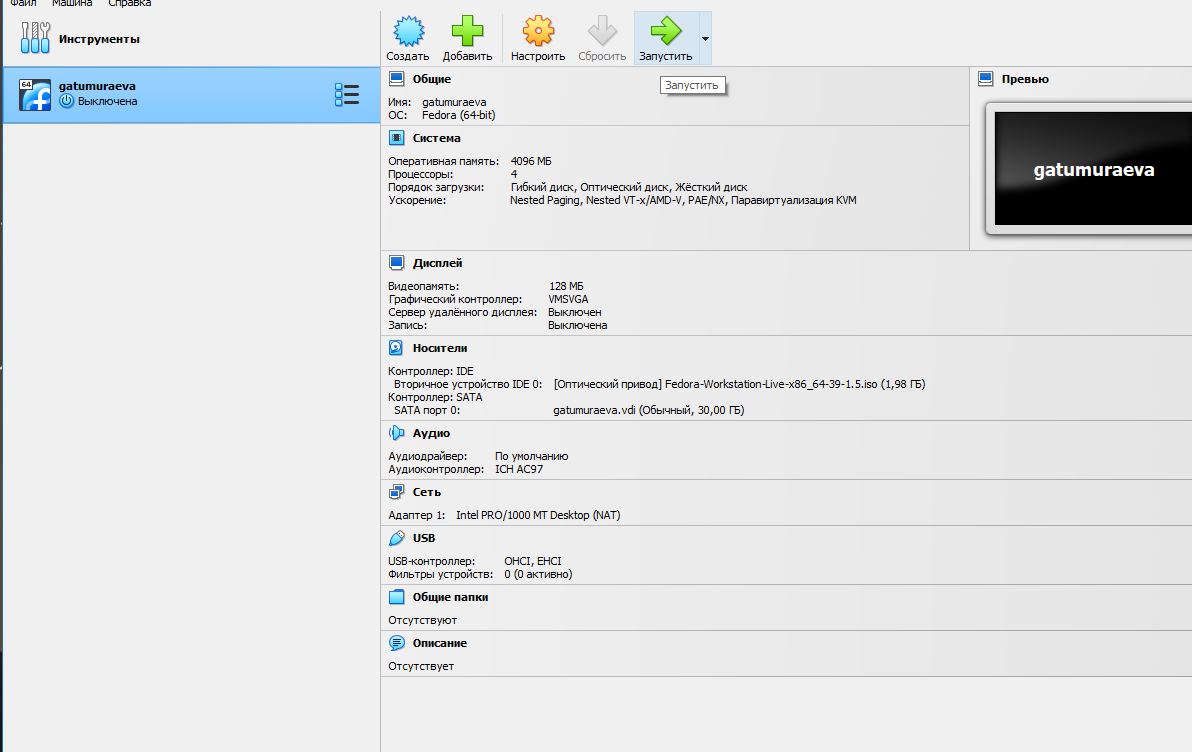 Файл Машина Справка
Инструменты
Создать Добавить Настроить Сбросить Запустить
Запустить
64
gatumuraeva
Выключена
Общие
Имя: gatumuraeva
ОС: Fedora (64-bit)
Превью
gatumuraeva
Система
Оперативная память: 4096 МБ
Процессоры: 4
Порядок загрузки: Гибкий диск, Оптический диск, Жёсткий диск
Ускорение: Nested Paging, Nested VT-x/AMD-V, PAE/NX, Паравиртуализация KVM
Дисплей
Видеопамять: 128 МБ
Графический контроллер: VMSVGA
Сервер удалённого дисплея: Выключен
Запись: Выключена
Носители
Контроллер: IDE
Вторичное устройство IDE 0: [Оптический привод] Fedora-Workstation-Live-x86_64-39-1.5.iso (1,98 ГБ)
Контроллер: SATA
SATA порт 0: gatumuraeva.vdi (Обычный, 30,00 ГБ)
Аудио
Аудиодрайвер: По умолчанию
Аудиоконтроллер: ICH AC97
Сеть
Адаптер 1: Intel PRO/1000 MT Desktop (NAT)
USB
USB-контроллер: OHCI, EHCI
Фильтры устройств: 0 (0 активно)
Общие папки
Отсутствуют
Описание
Отсутствует